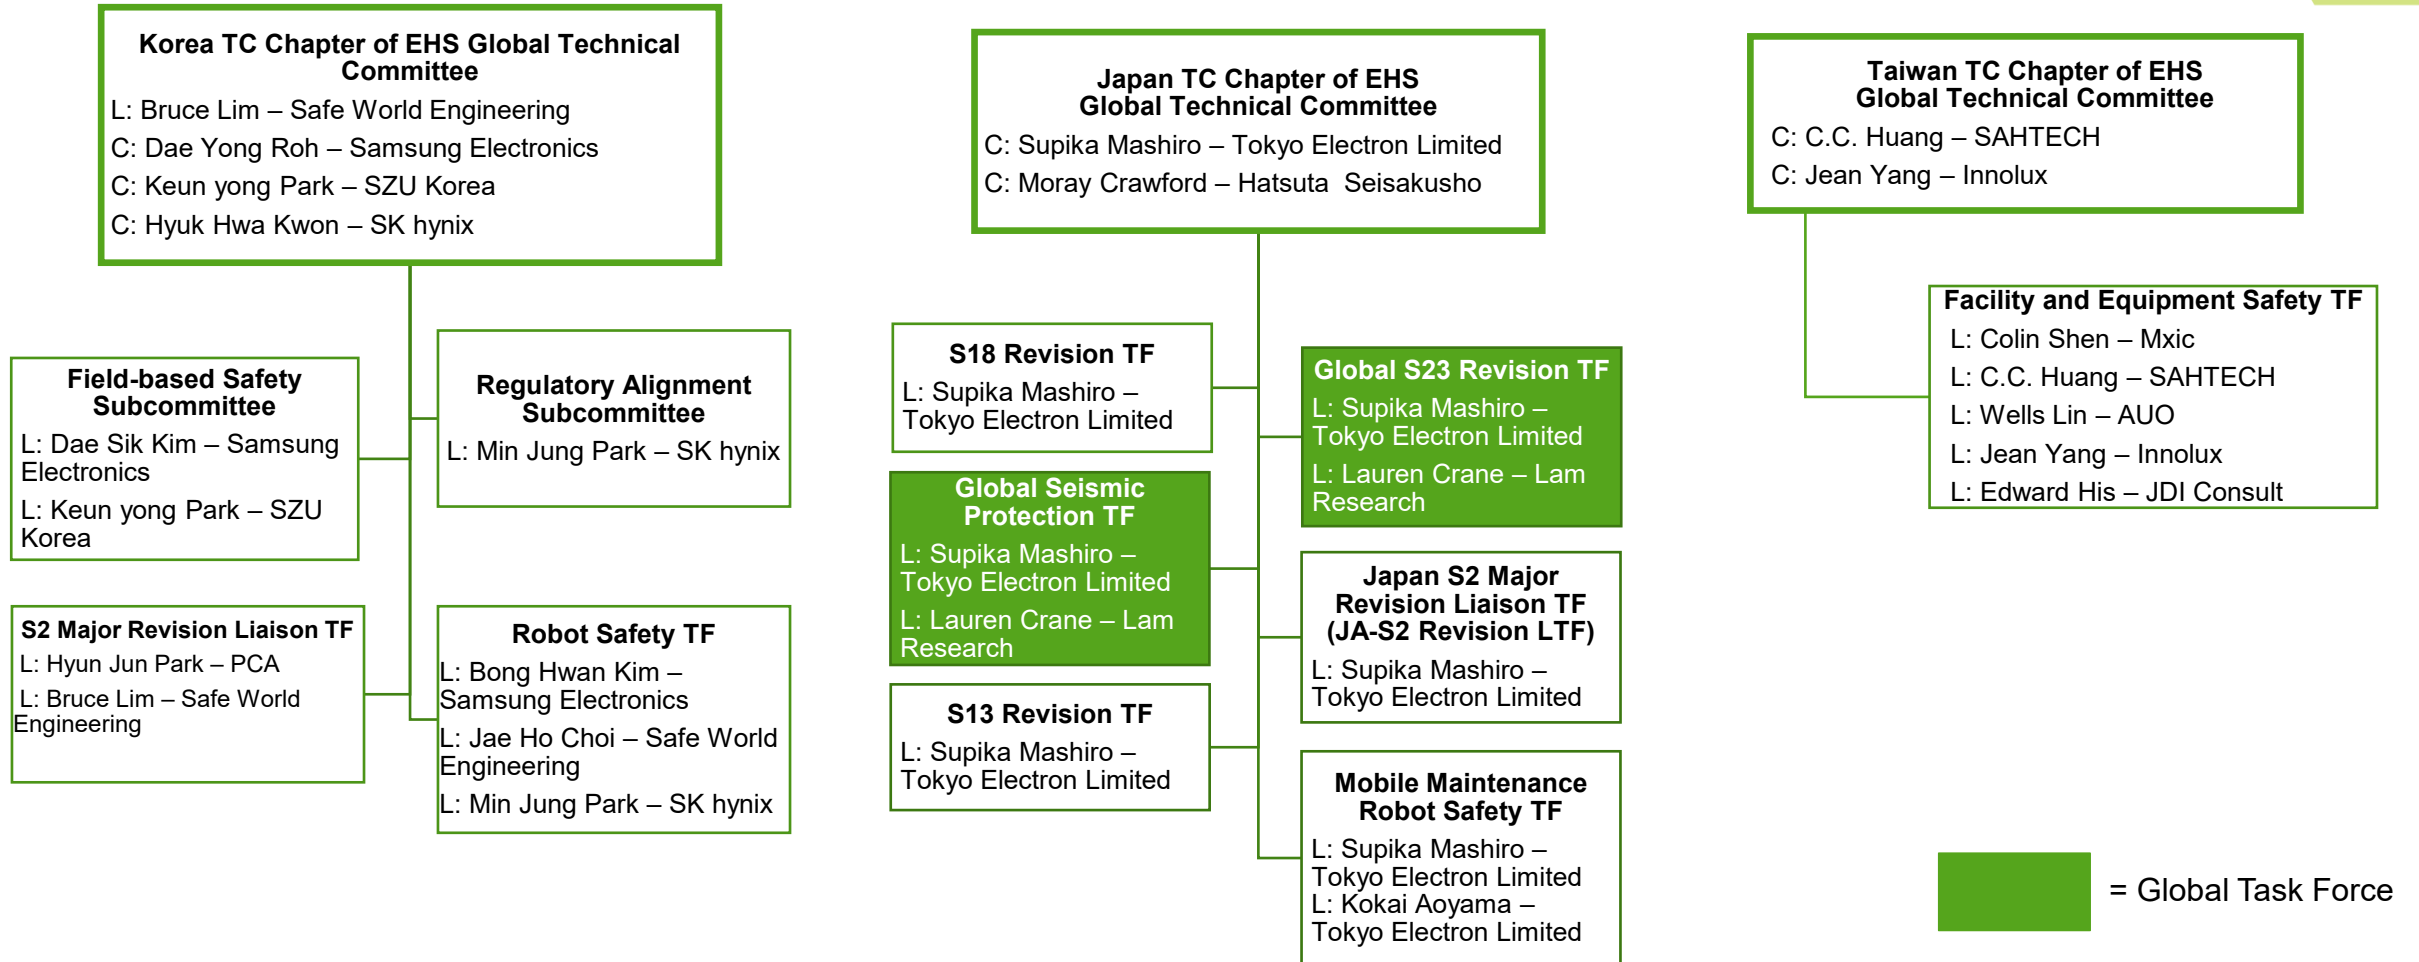 Korea TC Chapter of EHS Global Technical
Committee
L: Bruce Lim – Safe World Engineering
C: Dae Yong Roh – Samsung Electronics
C: Keun yong Park – SZU Korea
C: Hyuk Hwa Kwon – SK hynix
Field-based Safety
Subcommittee
L: Dae Sik Kim – Samsung
Electronics
L: Keun yong Park – SZU
Korea
Regulatory Alignment
Subcommittee
L: Min Jung Park – SK hynix
S2 Major Revision Liaison TF
L: Hyun Jun Park – PCA
L: Bruce Lim – Safe World
Engineering
Robot Safety TF
L: Bong Hwan Kim –
Samsung Electronics
L: Jae Ho Choi – Safe World
Engineering
L: Min Jung Park – SK hynix
Japan TC Chapter of EHS
Global Technical Committee
C: Supika Mashiro – Tokyo Electron Limited
C: Moray Crawford – Hatsuta Seisakusho
S18 Revision TF
L: Supika Mashiro –
Tokyo Electron Limited
Global S23 Revision TF
L: Supika Mashiro –
Tokyo Electron Limited
L: Lauren Crane – Lam
Research
Global Seismic
Protection TF
L: Supika Mashiro –
Tokyo Electron Limited
L: Lauren Crane – Lam
Research
Japan S2 Major
Revision Liaison TF
(JA-S2 Revision LTF)
L: Supika Mashiro –
Tokyo Electron Limited
S13 Revision TF
L: Supika Mashiro –
Tokyo Electron Limited
Mobile Maintenance
Robot Safety TF
L: Supika Mashiro –
Tokyo Electron Limited
L: Kokai Aoyama –
Tokyo Electron Limited
Taiwan TC Chapter of EHS
Global Technical Committee
C: C.C. Huang – SAHTECH
C: Jean Yang – Innolux
Facility and Equipment Safety TF
L: Colin Shen – Mxic
L: C.C. Huang – SAHTECH
L: Wells Lin – AUO
L: Jean Yang – Innolux
L: Edward His – JDI Consult
= Global Task Force